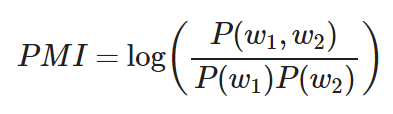 PMI = log( P(w₁, w₂) / P(w₁)P(w₂) )